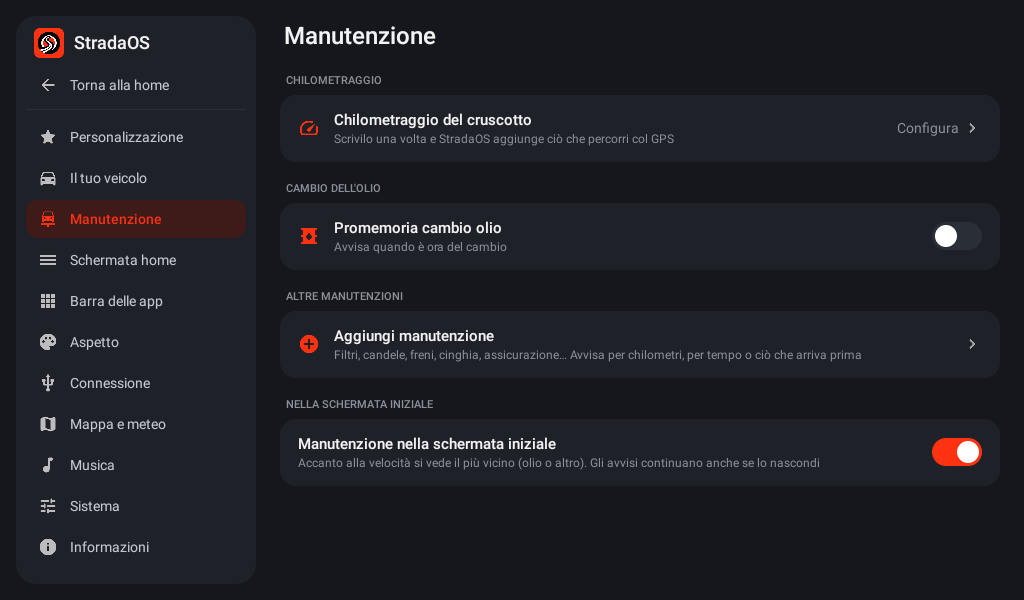 StradaOS
Torna alla home
Personalizzazione
Il tuo veicolo
Manutenzione
Schermata home
Barra delle app
Aspetto
Connessione
Mappa e meteo
Musica
Sistema
Informazioni
Manutenzione
CHILOMETRAGGIO
Chilometraggio del cruscotto
Scrivilo una volta e StradaOS aggiunge ciò che percorri col GPS
Configura
CAMBIO DELL'OLIO
Promemoria cambio olio
Avvisa quando è ora del cambio
ALTRE MANUTENZIONI
Aggiungi manutenzione
Filtri, candele, freni, cinghia, assicurazione... Avvisa per chilometri, per tempo o ciò che arriva prima
NELLA SCHERMATA INIZIALE
Manutenzione nella schermata iniziale
Accanto alla velocità si vede il più vicino (olio o altro). Gli avvisi continuano anche se lo nascondi